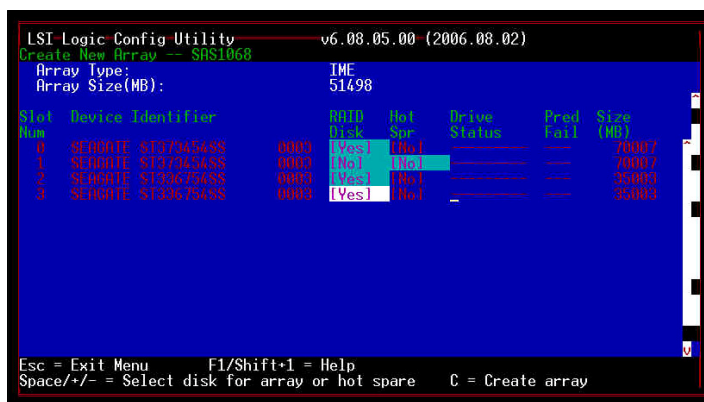 LSI Logic Config Utility v6.08.05.00 (2006.08.02)
Create New Array -- SAS1068
Array Type: IME
Array Size(MB): 51498
Slot Device Identifier RAID Hot Drive Pred Size
Num Disk Spr Status Fail (MB)
0 SEAGATE 0003 [Yes] [No] 70007
1 SEAGATE 0003 [No] [No] 70007
2 SEAGATE 0003 [Yes] [No] 35003
3 SEAGATE 0003 [Yes] [No] 35003
Esc = Exit Menu F1/Shift+1 = Help
Space/+/- = Select disk for array or hot spare C = Create array